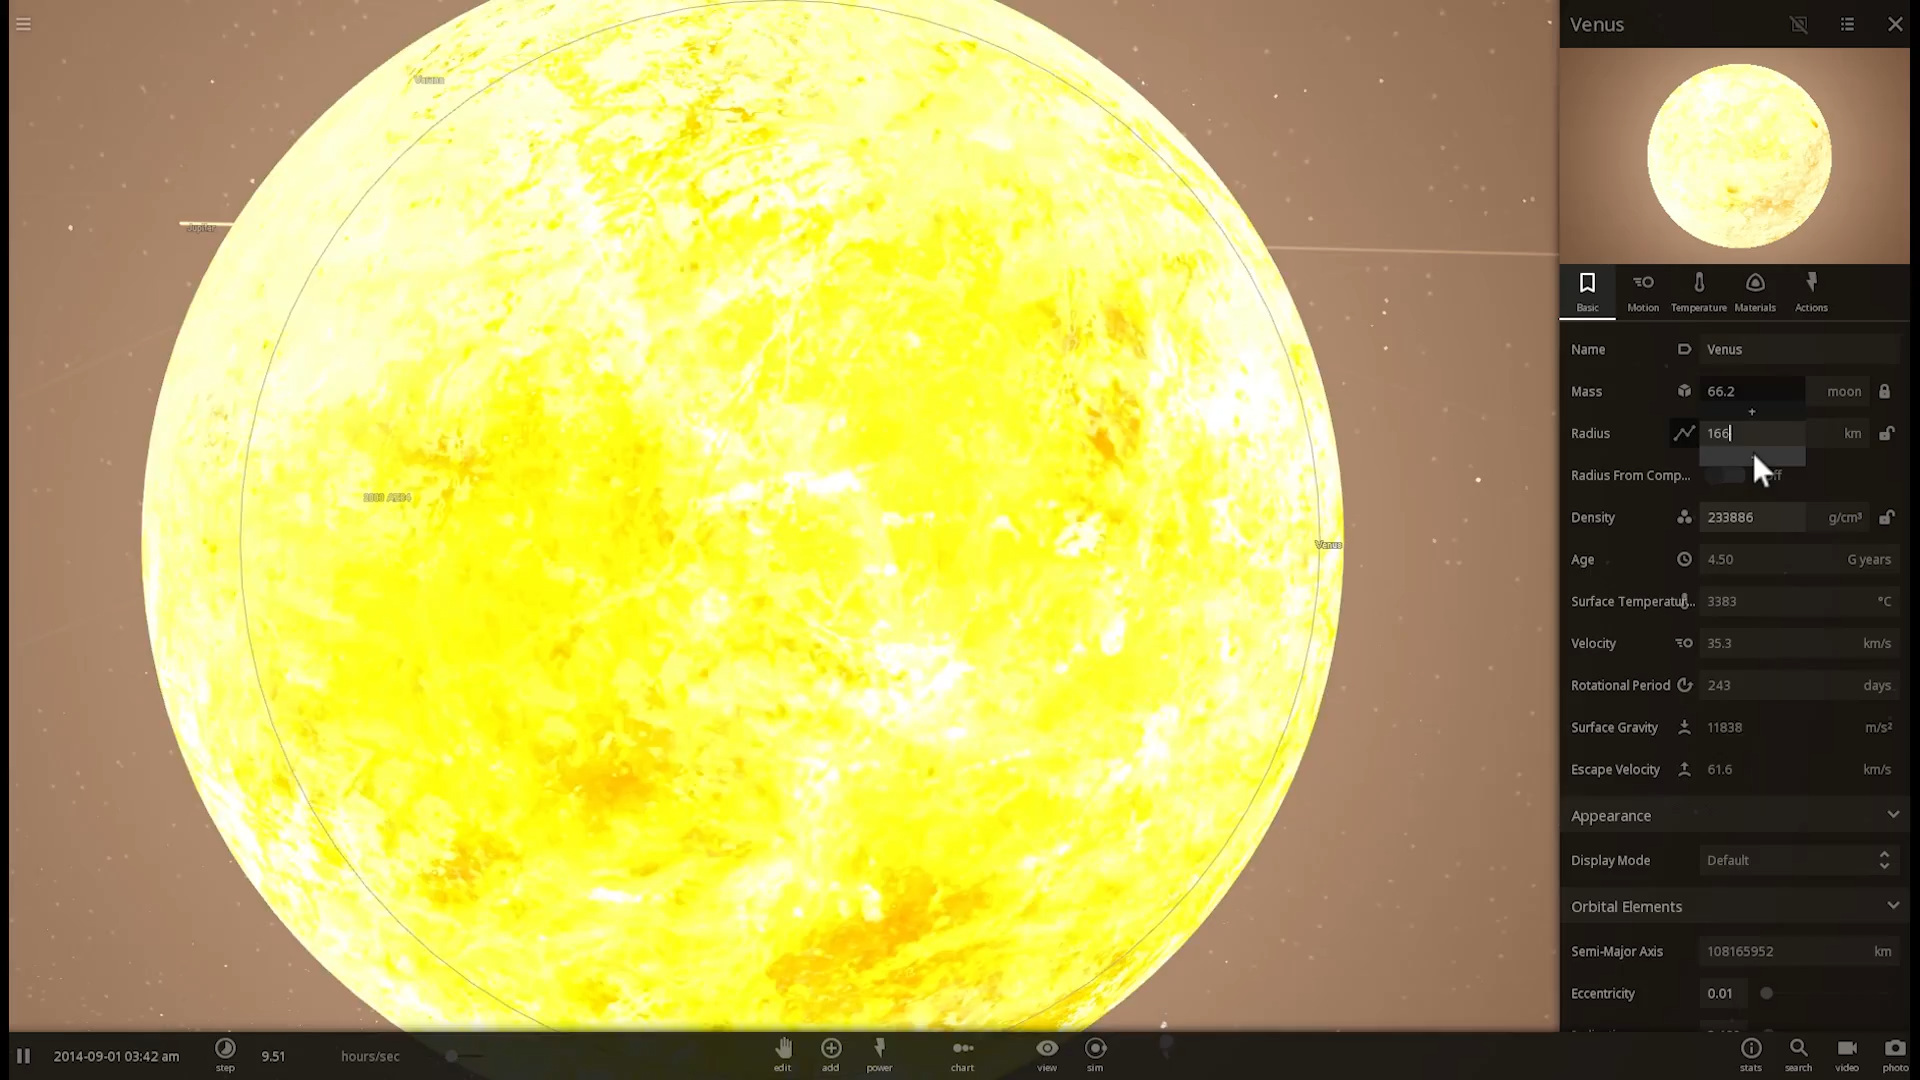 Venus
Verana
Jupiter
Venus
Basic
Motion
Temperature
Materials
Actions
Name
Venus
Mass
66.2
moon
+
Radius
166
km
Radius From Comp...
Density
233886
g/cm³
Age
4.50
G years
Surface Temperatur...
3383
°C
Velocity
35.3
km/s
Rotational Period
243
days
Surface Gravity
11838
m/s²
Escape Velocity
61.6
km/s
Appearance
Display Mode
Default
Orbital Elements
Semi-Major Axis
108165952
km
Eccentricity
0.01
2014-09-01 03:42 am
step
9.51
hours/sec
edit
add
power
chart
view
sim
stats
search
video
photo